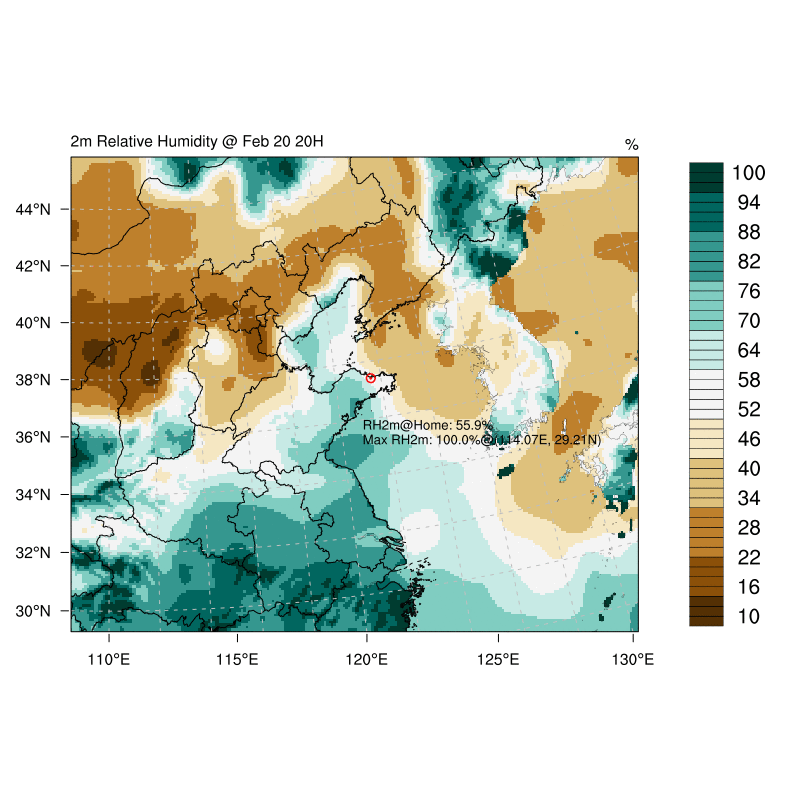 2m Relative Humidity @ Feb 20 20H
%
100
94
88
82
76
70
64
58
52
46
40
34
28
22
16
10
44°N
42°N
40°N
38°N
36°N
34°N
32°N
30°N
RH2m@Home: 55.9%
Max RH2m: 100.0%@(114.07E, 29.21N)
110°E
115°E
120°E
125°E
130°E